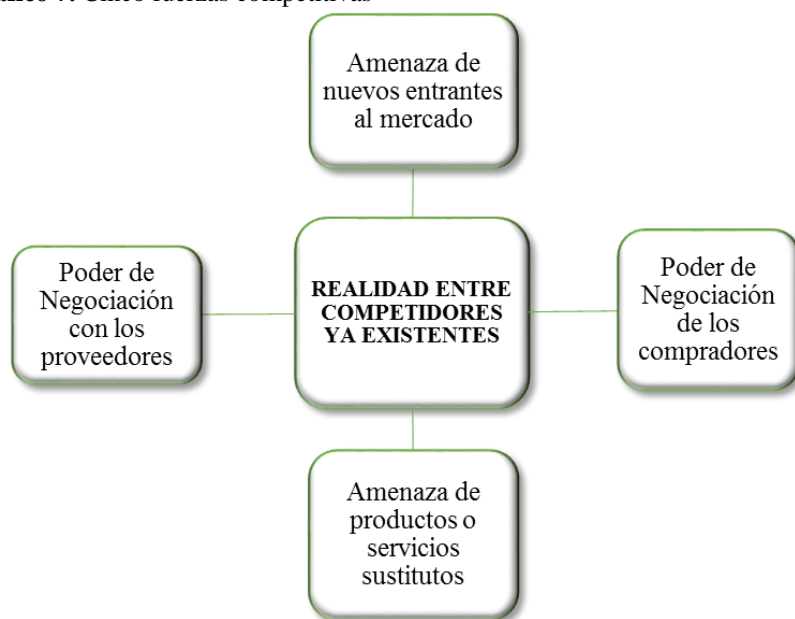 Cinco fuerzas competitivas
Amenaza de
nuevos entrantes
al mercado
Poder de
Negociación
con los
proveedores
REALIDAD ENTRE
COMPETIDORES
YA EXISTENTES
Poder de
Negociación
de los
compradores
Amenaza de
productos o
servicios
sustitutos